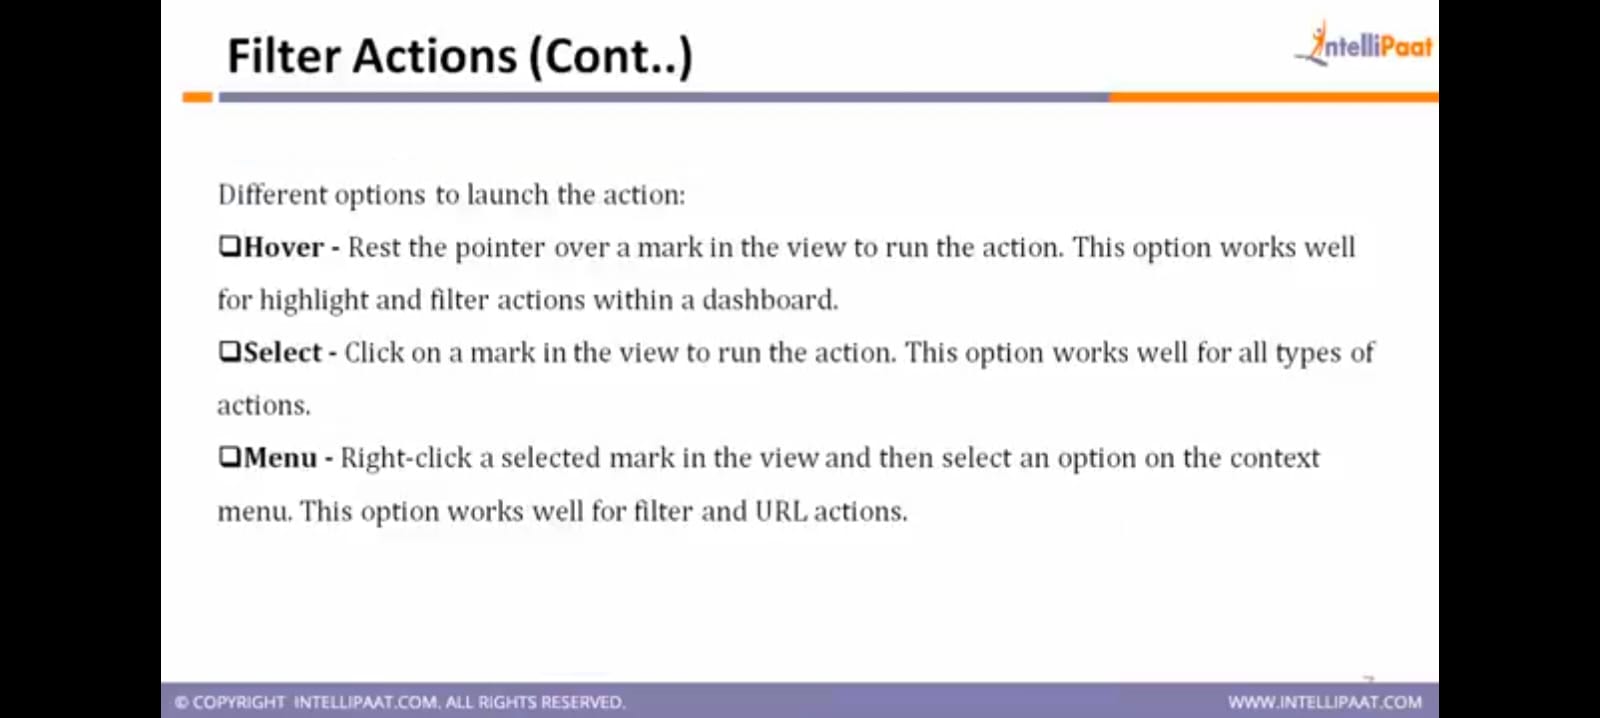 Filter Actions (Cont..)
IntelliPaat
Different options to launch the action:
❑Hover - Rest the pointer over a mark in the view to run the action. This option works well
for highlight and filter actions within a dashboard.
❑Select - Click on a mark in the view to run the action. This option works well for all types of
actions.
❑Menu - Right-click a selected mark in the view and then select an option on the context
menu. This option works well for filter and URL actions.
© COPYRIGHT INTELLIPAAT.COM. ALL RIGHTS RESERVED.
WWW.INTELLIPAAT.COM